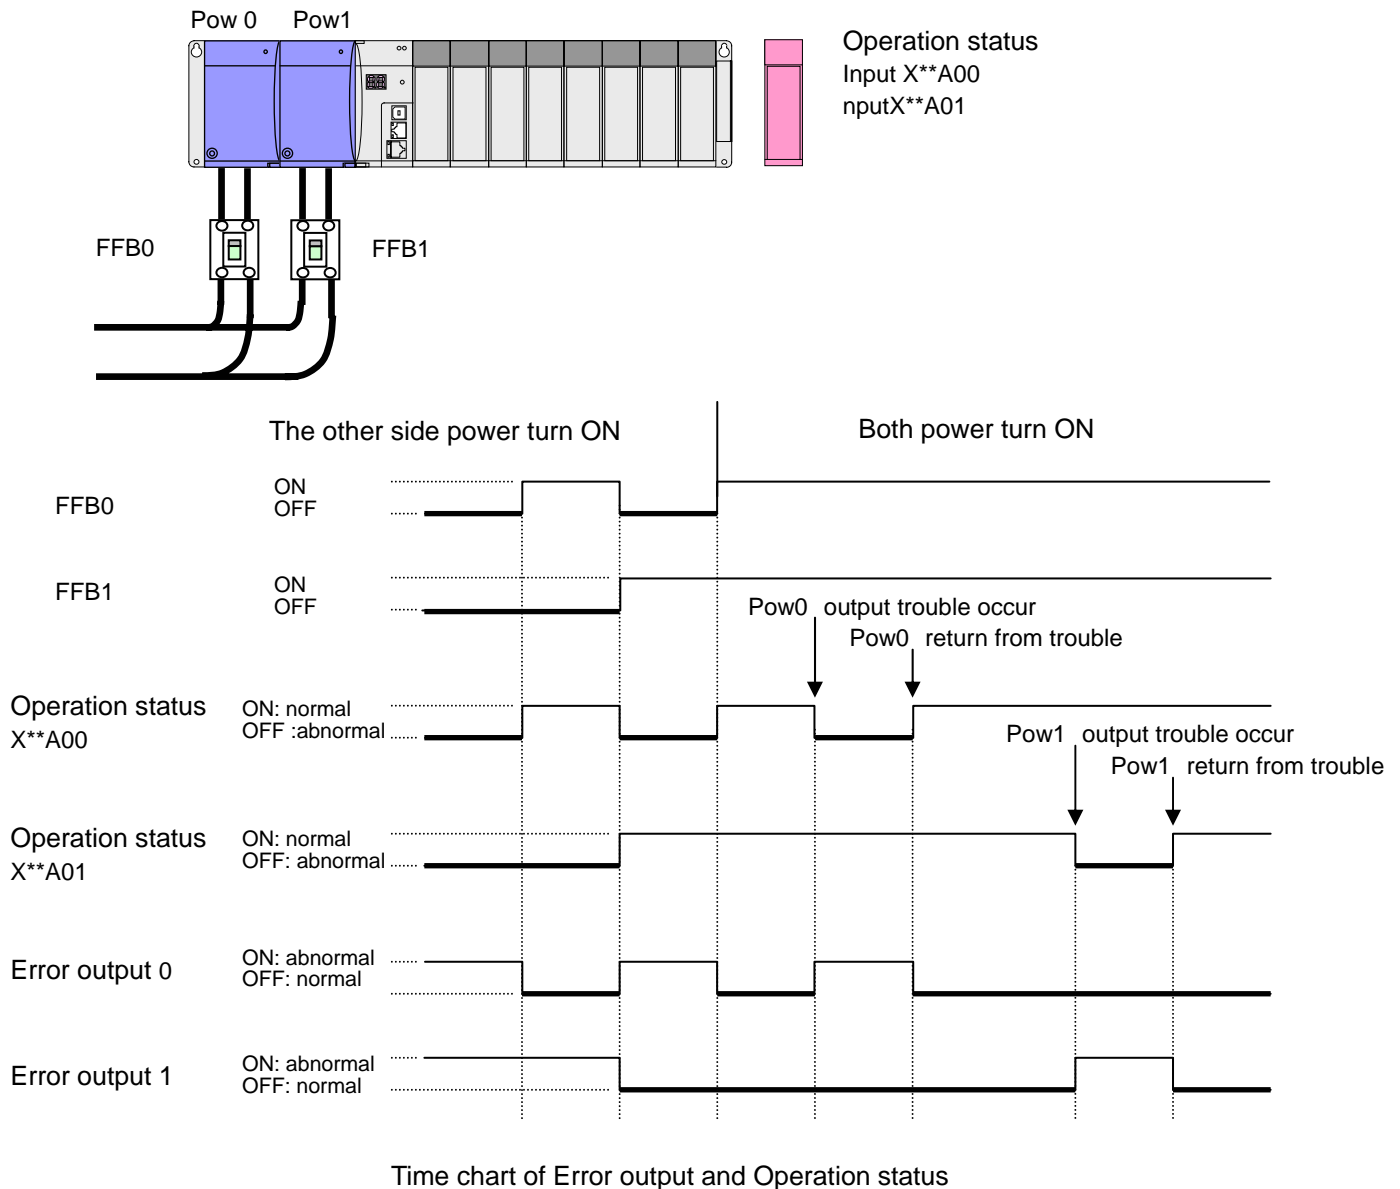 Pow 0 Pow1
Operation status
Input X**A00
nputX**A01
FFB0 FFB1
The other side power turn ON Both power turn ON
FFB0 ON
OFF
FFB1 ON
OFF
Pow0 output trouble occur
Pow0 return from trouble
Operation status
X**A00
ON: normal
OFF :abnormal
Pow1 output trouble occur
Pow1 return from trouble
Operation status
X**A01
ON: normal
OFF: abnormal
Error output 0
ON: abnormal
OFF: normal
Error output 1
ON: abnormal
OFF: normal
Time chart of Error output and Operation status